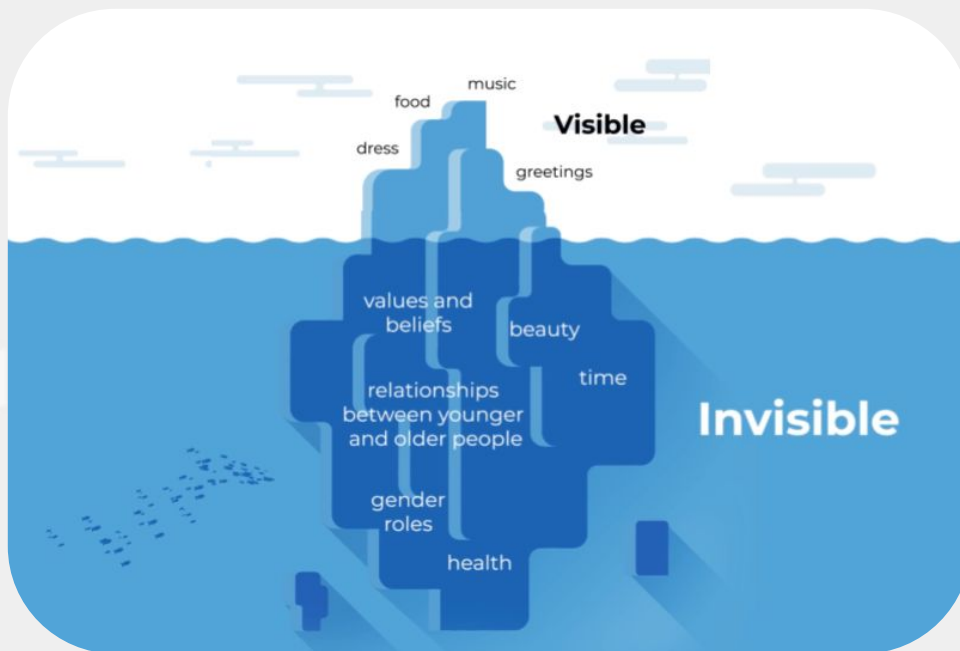 music
food
Visible
dress
greetings
values and
beliefs
beauty
time
relationships
between younger
and older people
Invisible
gender
roles
health